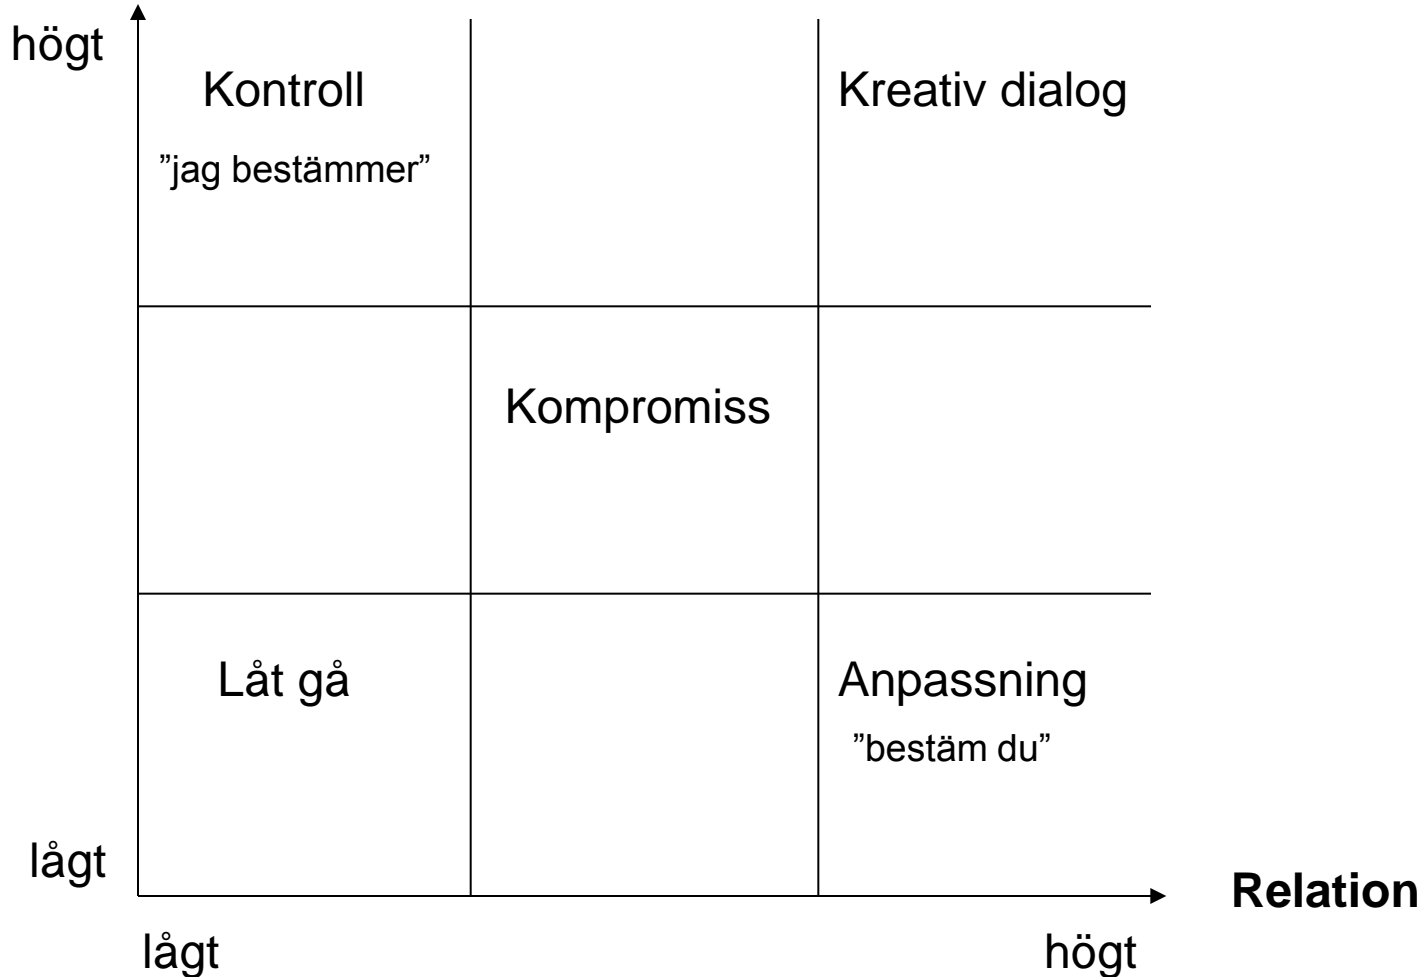 högt
Kontroll
Kreativ dialog
”jag bestämmer”
Kompromiss
Låt gå
Anpassning
”bestäm du”
lågt
Relation
lågt
högt